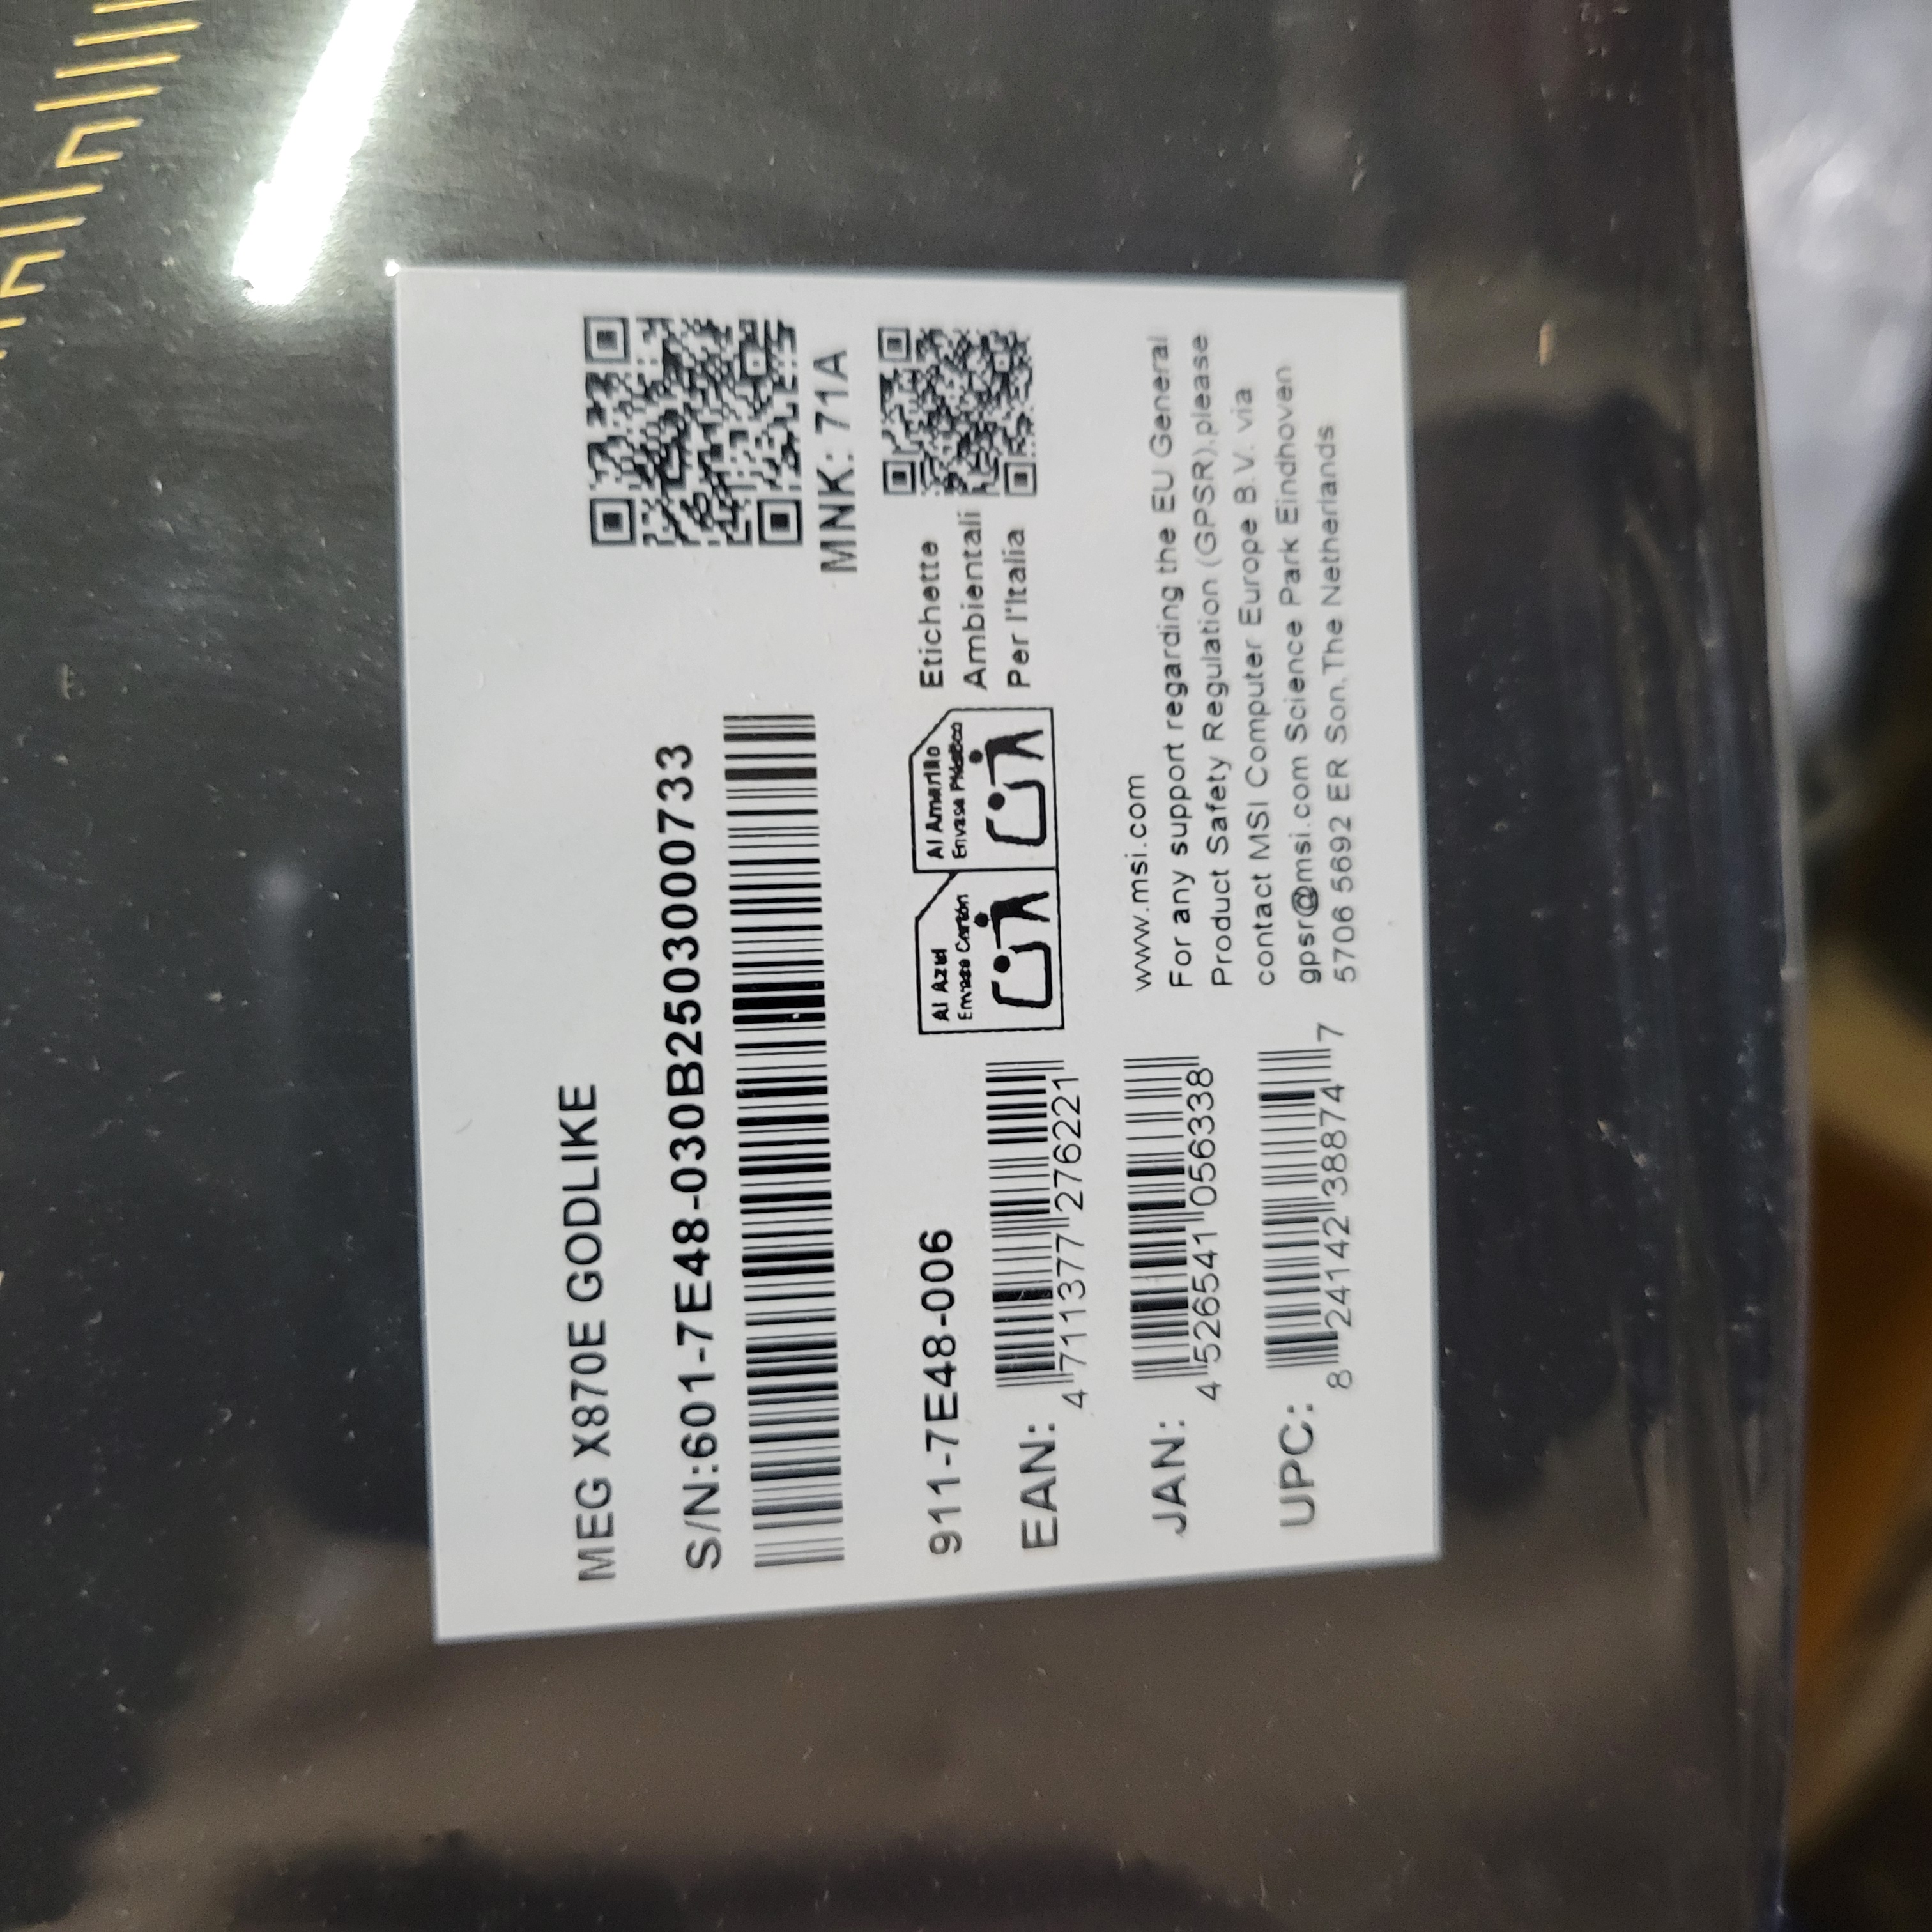 MEG X870E GODLIKE
S/N:601-7E48-030B2503000733
MNK: 71A
911-7E48-006
Al Azul
Envase Cartón
Al Amarillo
Envase Plástico
Etichette
Ambientali
Per l'Italia
EAN:
4 711377 276221
JAN:
4 526541 056338
UPC:
8 24142 38874 7
www.msi.com
For any support regarding the EU General
Product Safety Regulation (GPSR),please
contact MSI Computer Europe B.V. via
gpsr@msi.com Science Park Eindhoven
5706 5692 ER Son,The Netherlands